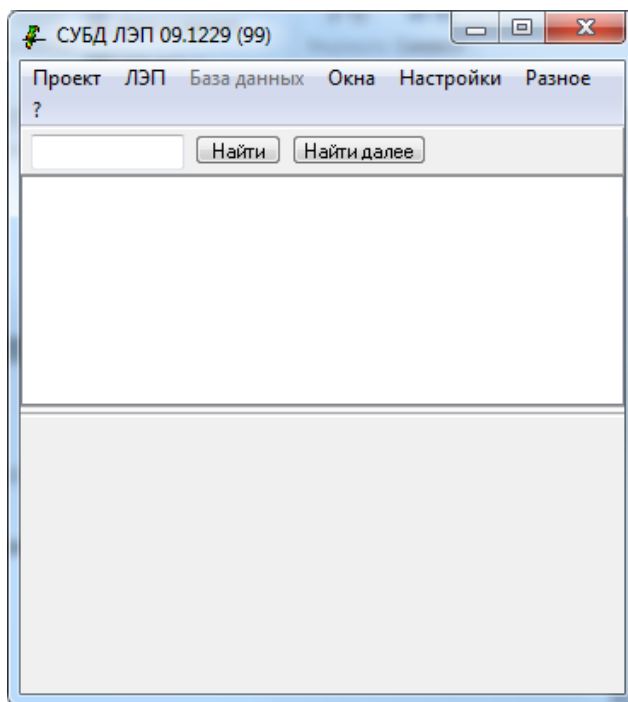 СУБД ЛЭП 09.1229 (99)
Проект ЛЭП База данных Окна Настройки Разное
?
Найти Найти далее